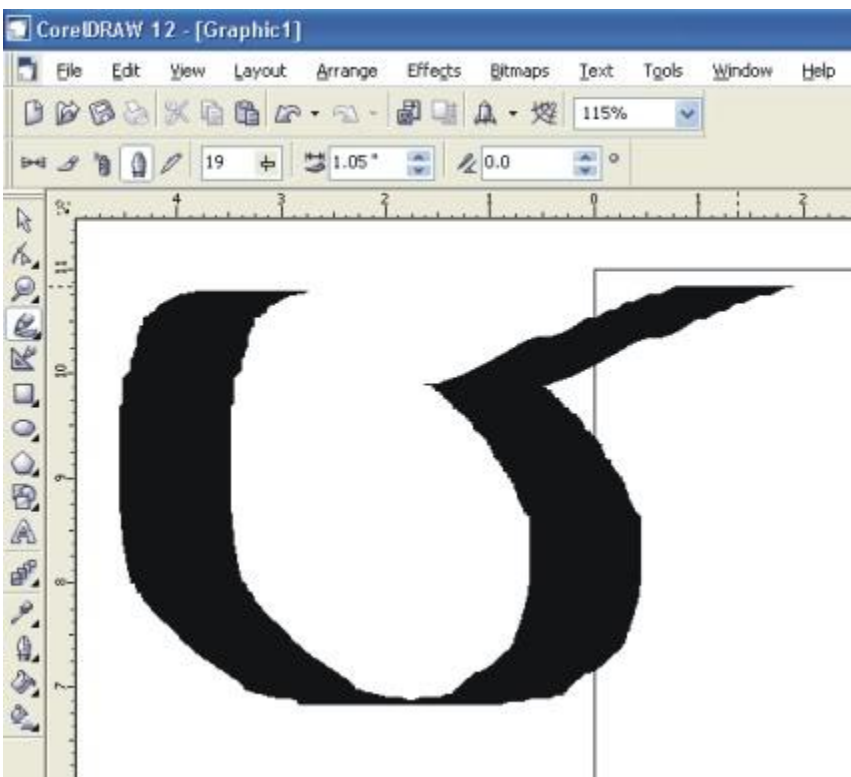 CorelDRAW 12 - [Graphic1]
File Edit View Layout Arrange Effects Bitmaps Text Tools Window Help
115%
19 1.05 " 0.0 °
4 3 2 1 0 1 2
11
10
9
8
7